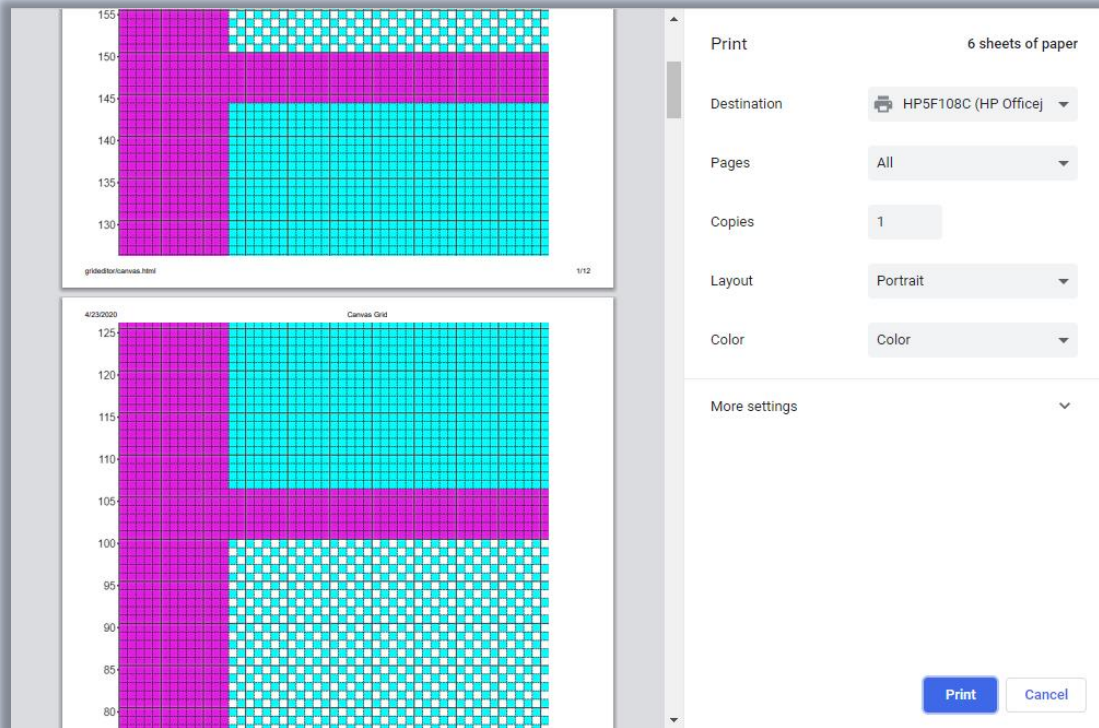 155
150
145
140
135
130
grideditor/canvas.html 1/12
4/23/2020 Canvas Grid
125
120
115
110
105
100
95
90
85
80
Print 6 sheets of paper
Destination HP5F108C (HP Officej
Pages All
Copies 1
Layout Portrait
Color Color
More settings
Print Cancel